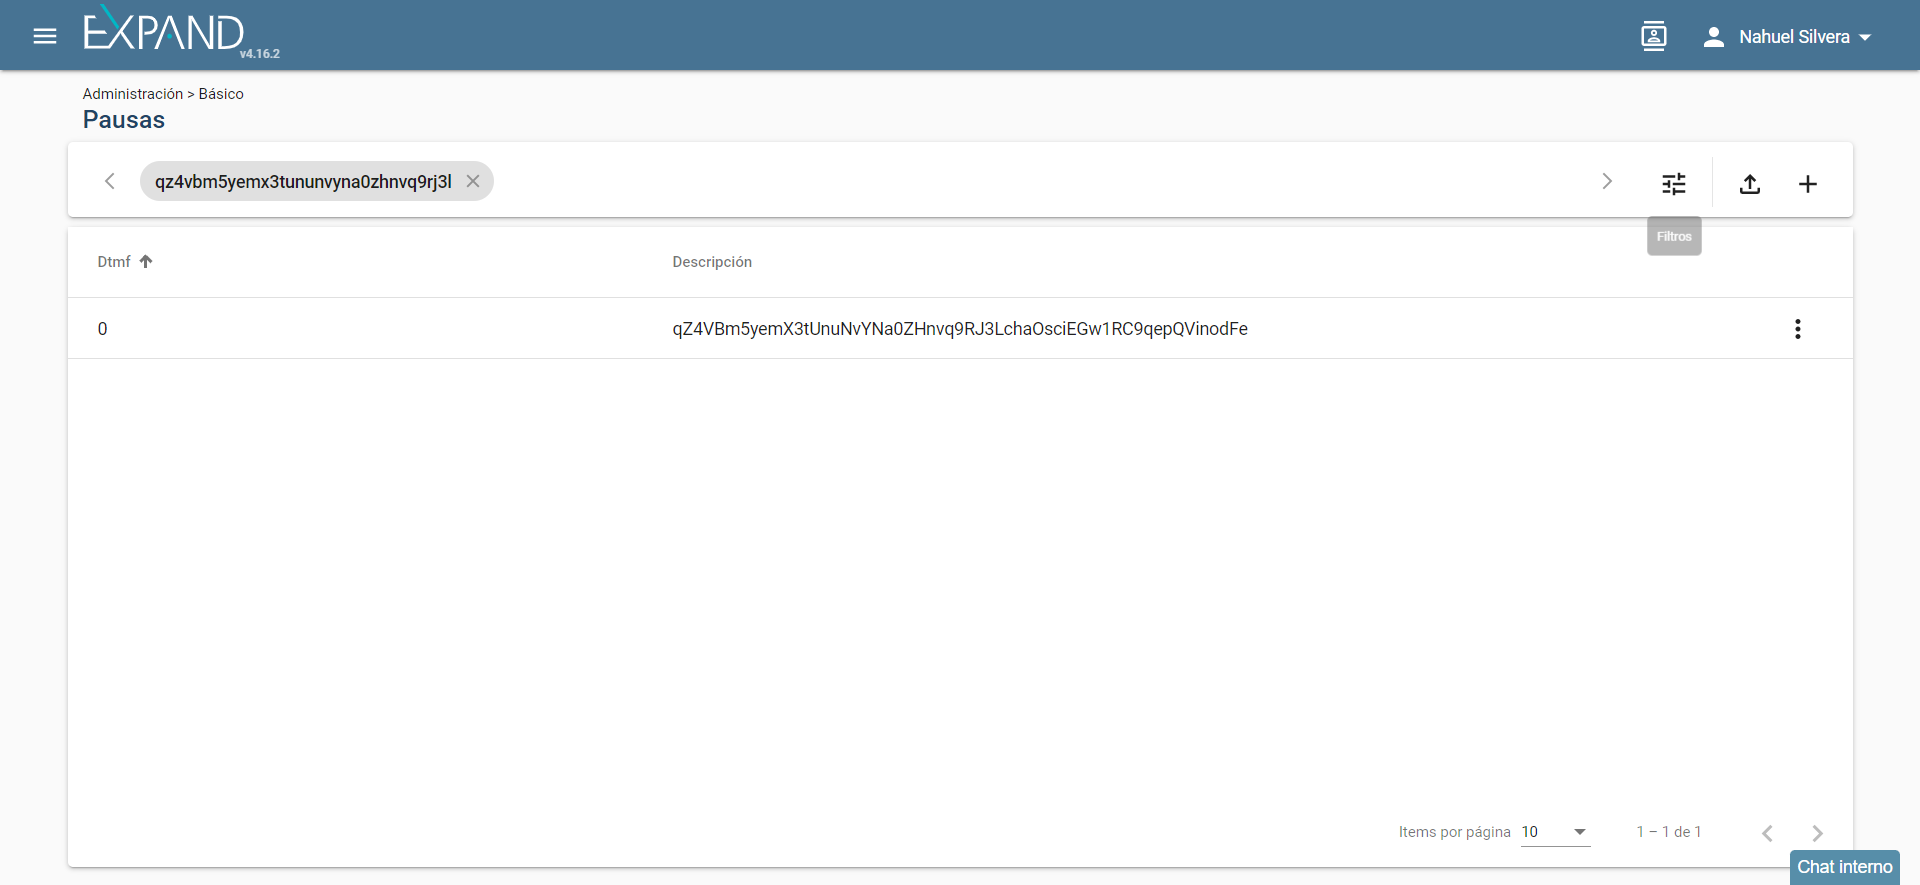 EXPAND
v4.16.2
Nahuel Silvera
Administración > Básico
Pausas
qz4vbm5yemx3tununvyna0zhnvq9rj3l
Filtros
Dtmf
Descripción
0
qZ4VBm5yemX3tUnuNvYNa0ZHnvq9RJ3LchaOsciEGw1RC9qepQVinodFe
Items por página
10
1 – 1 de 1
Chat interno